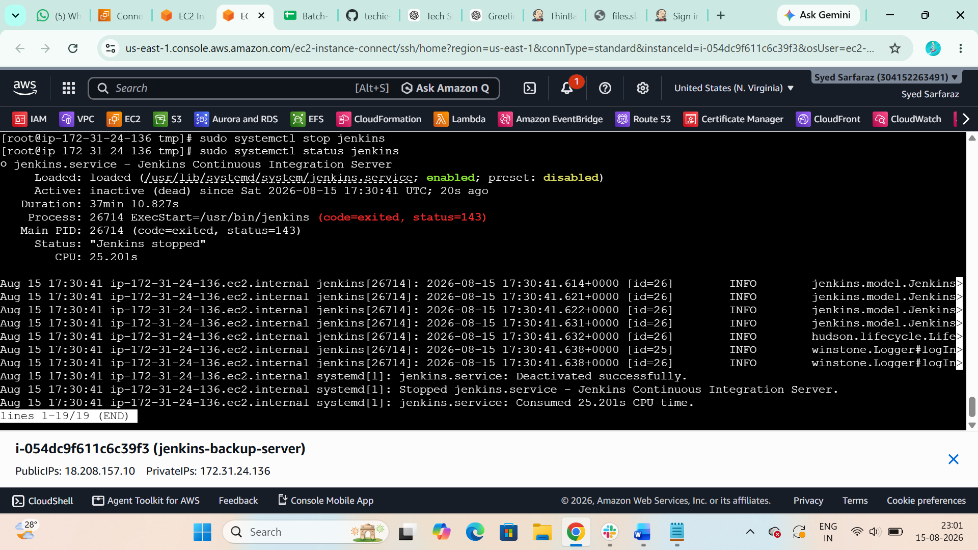 (5) Wh
Conne
EC2 In
EC
Batch-
techie-
Tech S
Greeti
ThinBa
files.sl
Sign i
Ask Gemini
us-east-1.console.aws.amazon.com/ec2-instance-connect/ssh/home?region=us-east-1&connType=standard&instanceId=i-054dc9f611c6c39f3&osUser=ec2-...
aws
Search
[Alt+S]
Ask Amazon Q
1
United States (N. Virginia)
Syed Sarfaraz (304152263491)
Syed Sarfaraz
IAM
VPC
EC2
S3
Aurora and RDS
EFS
CloudFormation
Lambda
Amazon EventBridge
Route 53
Certificate Manager
CloudFront
CloudWatch
[root@ip-172-31-24-136 tmp]# sudo systemctl stop jenkins
[root@ip-172-31-24-136 tmp]# sudo systemctl status jenkins
○ jenkins.service - Jenkins Continuous Integration Server
Loaded: loaded (/usr/lib/systemd/system/jenkins.service; enabled; preset: disabled)
Active: inactive (dead) since Sat 2026-08-15 17:30:41 UTC; 20s ago
Duration: 37min 10.827s
Process: 26714 ExecStart=/usr/bin/jenkins (code=exited, status=143)
Main PID: 26714 (code=exited, status=143)
Status: "Jenkins stopped"
CPU: 25.201s
Aug 15 17:30:41 ip-172-31-24-136.ec2.internal jenkins[26714]: 2026-08-15 17:30:41.614+0000 [id=26] INFO jenkins.model.Jenkins>
Aug 15 17:30:41 ip-172-31-24-136.ec2.internal jenkins[26714]: 2026-08-15 17:30:41.621+0000 [id=26] INFO jenkins.model.Jenkins>
Aug 15 17:30:41 ip-172-31-24-136.ec2.internal jenkins[26714]: 2026-08-15 17:30:41.622+0000 [id=26] INFO jenkins.model.Jenkins>
Aug 15 17:30:41 ip-172-31-24-136.ec2.internal jenkins[26714]: 2026-08-15 17:30:41.631+0000 [id=26] INFO jenkins.model.Jenkins>
Aug 15 17:30:41 ip-172-31-24-136.ec2.internal jenkins[26714]: 2026-08-15 17:30:41.632+0000 [id=26] INFO hudson.lifecycle.Life>
Aug 15 17:30:41 ip-172-31-24-136.ec2.internal jenkins[26714]: 2026-08-15 17:30:41.638+0000 [id=25] INFO winstone.Logger#logIn>
Aug 15 17:30:41 ip-172-31-24-136.ec2.internal jenkins[26714]: 2026-08-15 17:30:41.638+0000 [id=26] INFO winstone.Logger#logIn>
Aug 15 17:30:41 ip-172-31-24-136.ec2.internal systemd[1]: jenkins.service: Deactivated successfully.
Aug 15 17:30:41 ip-172-31-24-136.ec2.internal systemd[1]: Stopped jenkins.service - Jenkins Continuous Integration Server.
Aug 15 17:30:41 ip-172-31-24-136.ec2.internal systemd[1]: jenkins.service: Consumed 25.201s CPU time.
lines 1-19/19 (END)
i-054dc9f611c6c39f3 (jenkins-backup-server)
PublicIPs: 18.208.157.10 PrivateIPs: 172.31.24.136
CloudShell
Agent Toolkit for AWS
Feedback
Console Mobile App
© 2026, Amazon Web Services, Inc. or its affiliates.
Privacy
Terms
Cookie preferences
28°
Search
ENG
IN
23:01
15-08-2026